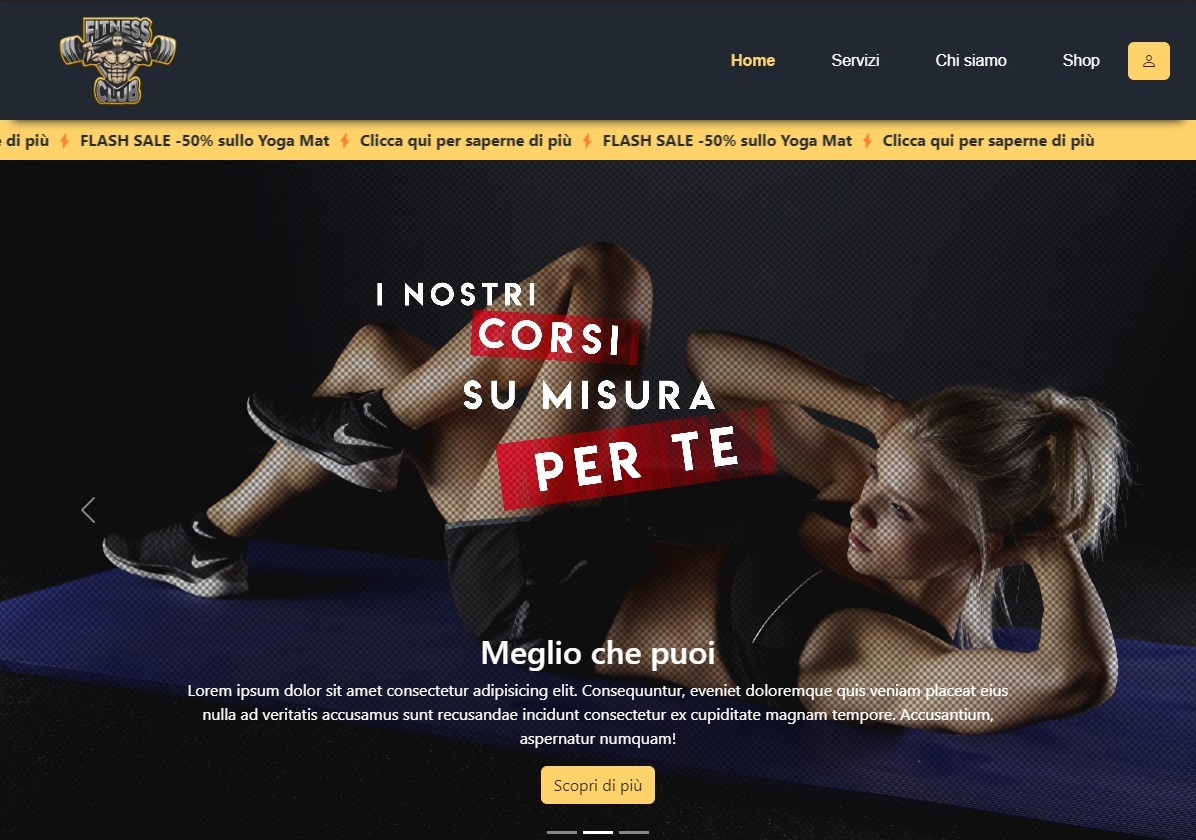 FITNESS
CLUB
Home Servizi Chi siamo Shop
di più FLASH SALE -50% sullo Yoga Mat Clicca qui per saperne di più FLASH SALE -50% sullo Yoga Mat Clicca qui per saperne di più
I NOSTRI
CORSI
SU MISURA
PER TE
Meglio che puoi
Lorem ipsum dolor sit amet consectetur adipisicing elit. Consequuntur, eveniet doloremque quis veniam placeat eius
nulla ad veritatis accusamus sunt recusandae incidunt consectetur ex cupiditate magnam tempore. Accusantium,
aspernatur numquam!
Scopri di più